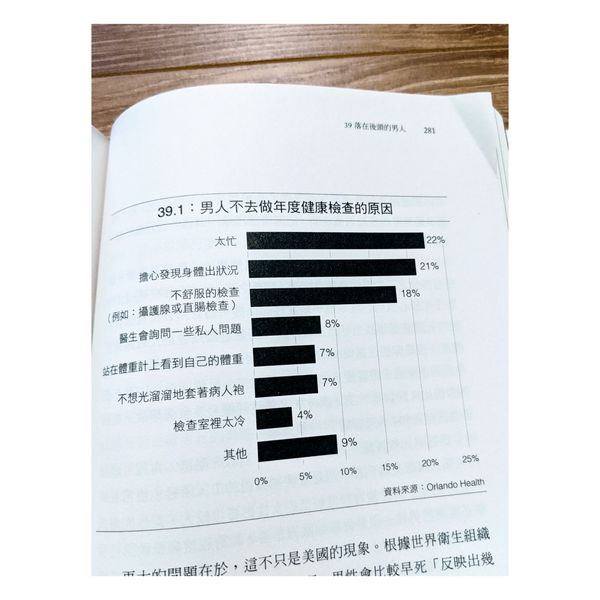 39 落在後頭的男人 281
39.1：男人不去做年度健康檢查的原因
太忙 22%
擔心發現身體出狀況 21%
不舒服的檢查 18%
（例如：攝護腺或直腸檢查）
醫生會詢問一些私人問題 8%
站在體重計上看到自己的體重 7%
不想光溜溜地套著病人袍 7%
檢查室裡太冷 4%
其他 9%
0% 5% 10% 15% 20% 25%
資料來源：Orlando Health
更大的問題在於，這不只是美國的現象。根據世界衛生組織
男性會比較早死「反映出幾